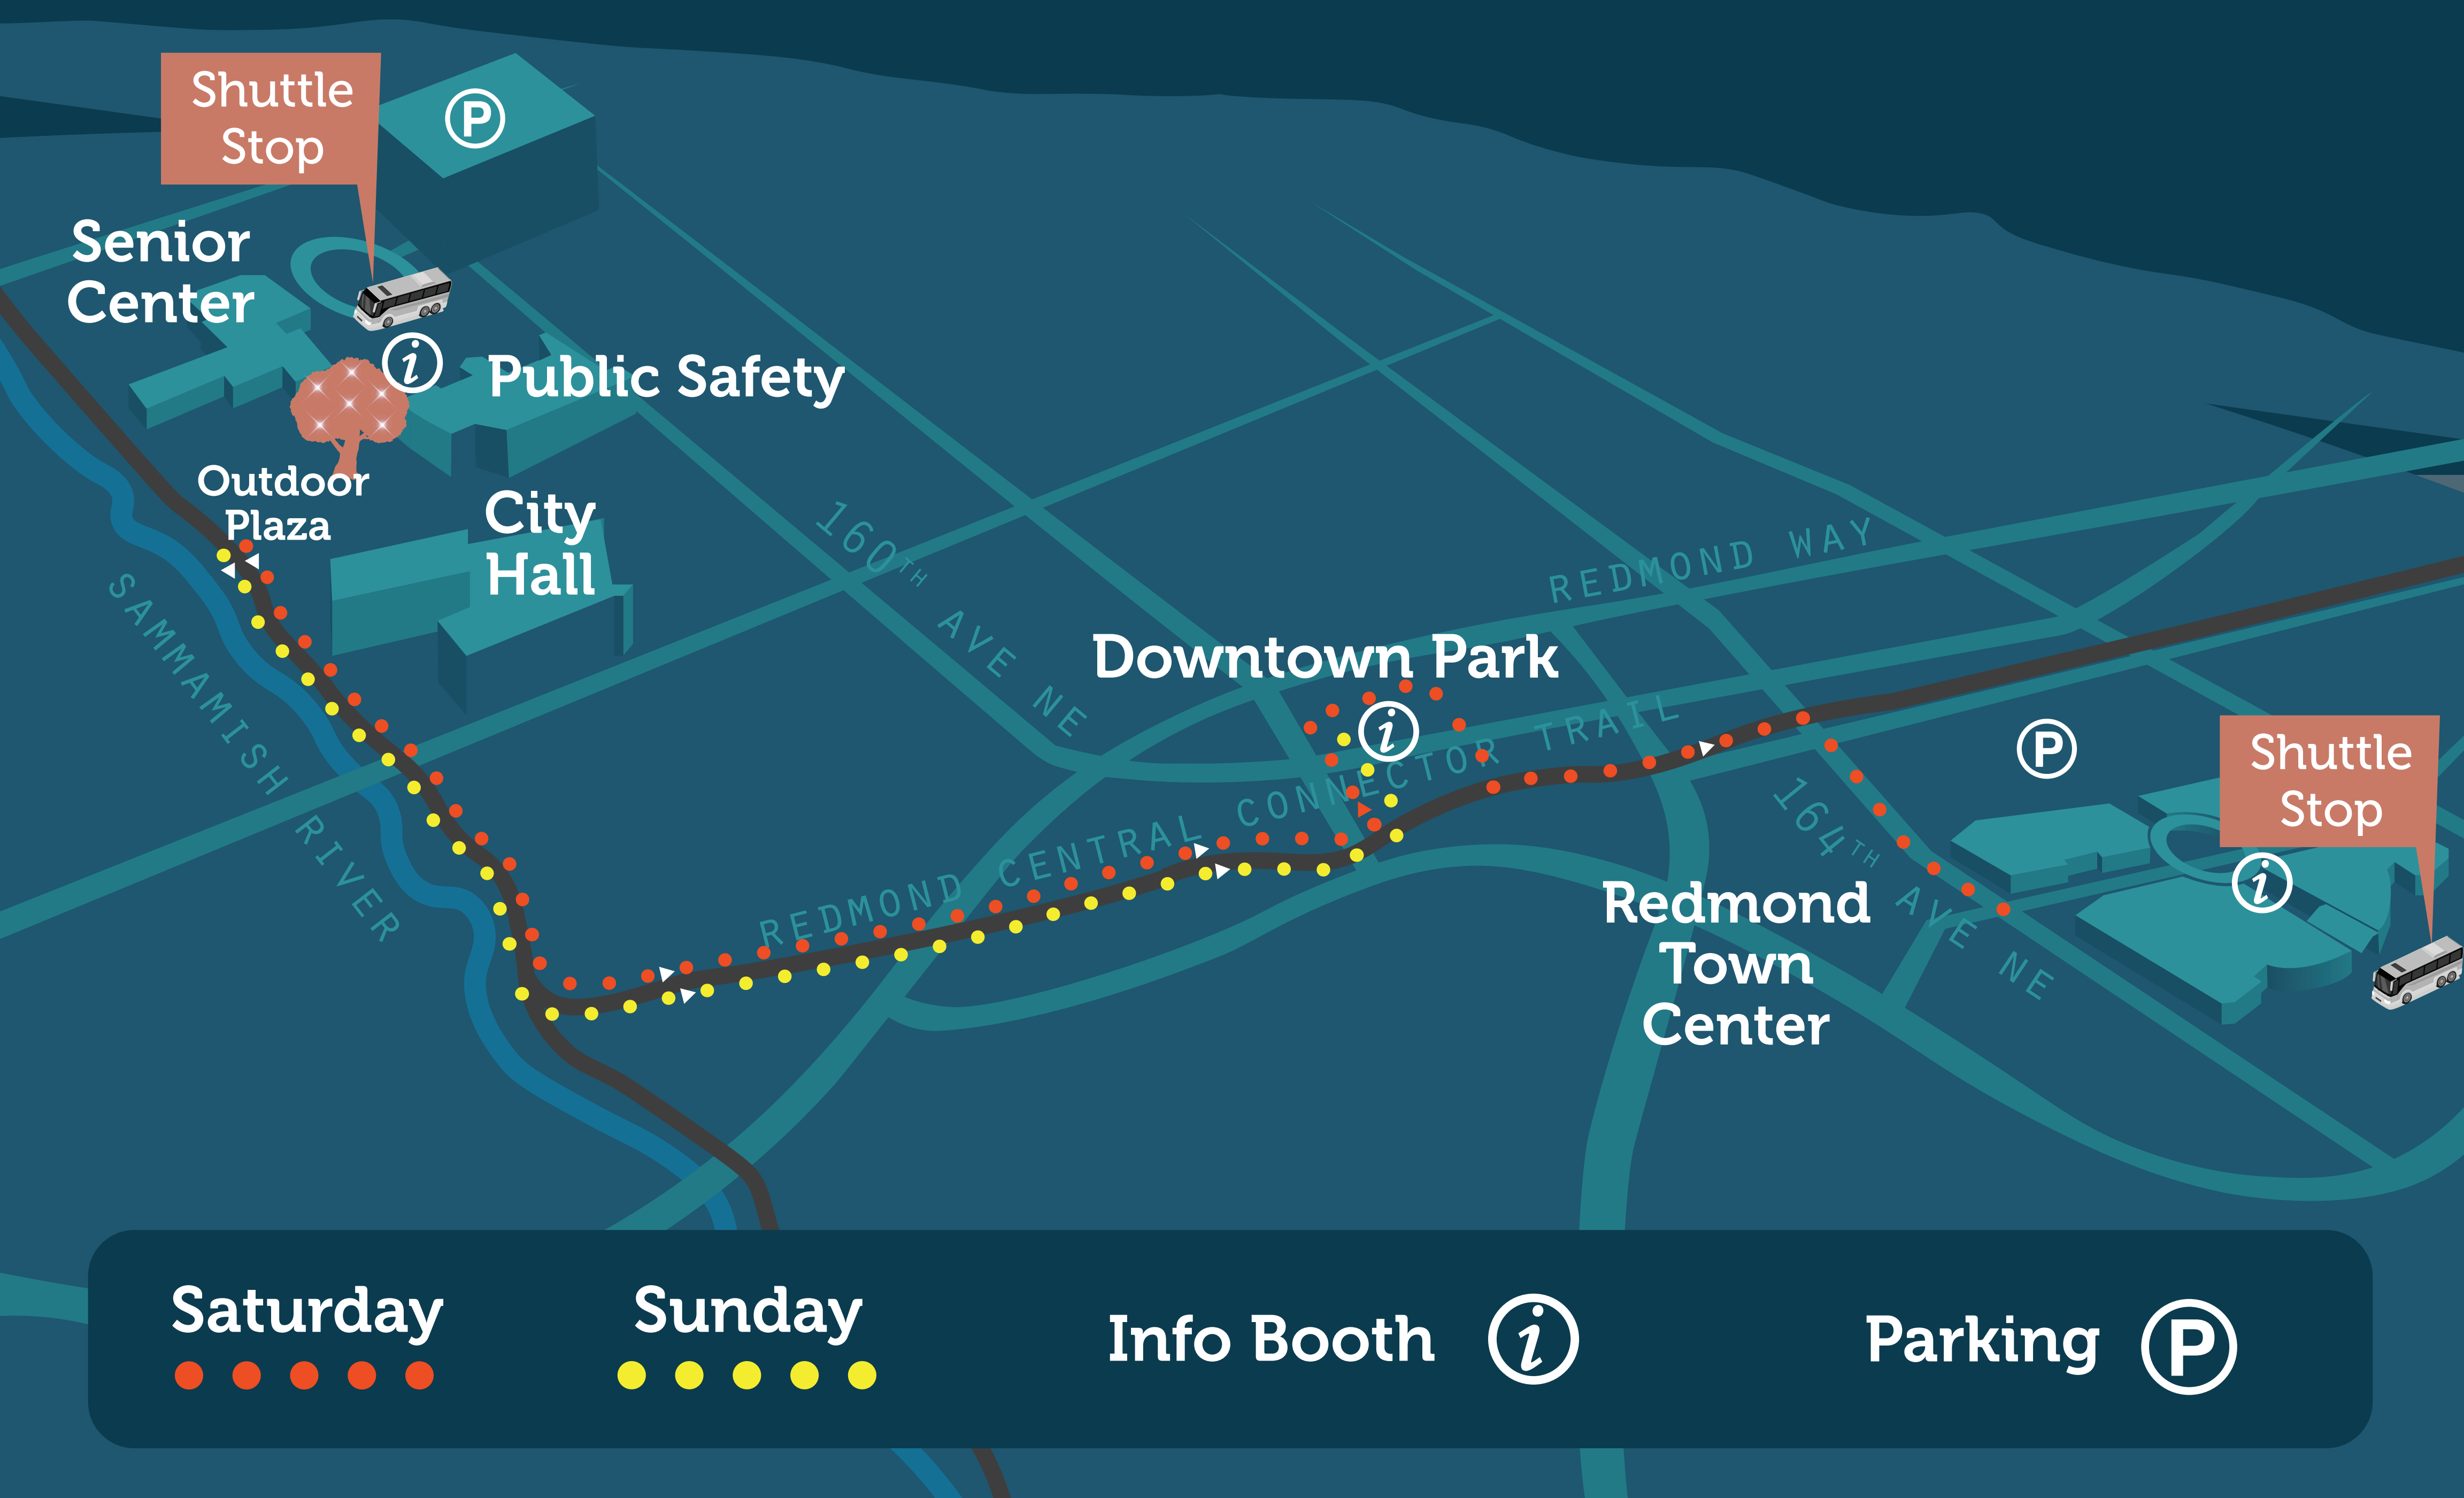 Shuttle
Stop
P
Senior
Center
i
Public Safety
Outdoor
Plaza
City
Hall
160TH AVE NE
REDMOND WAY
SAMMAMISH RIVER
Downtown Park
i
REDMOND CENTRAL CONNECTOR TRAIL
P
Shuttle
Stop
164TH AVE NE
i
Redmond
Town
Center
Saturday
Sunday
Info Booth i
Parking P